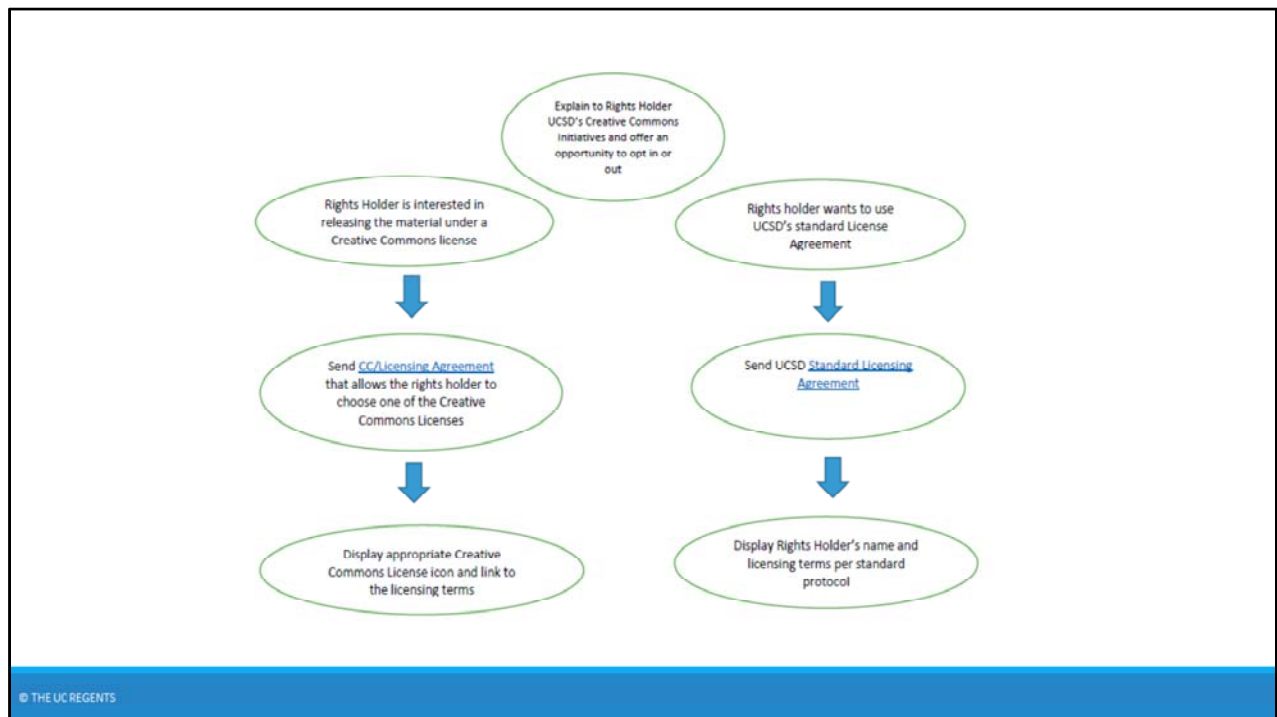 Explain to Rights Holder
UCSD's Creative Commons
Initiatives and offer an
opportunity to opt in or
out
Rights Holder is interested in
releasing the material under a
Creative Commons license
Rights holder wants to use
UCSD's standard License
Agreement
Send CC/Licensing Agreement
that allows the rights holder to
choose one of the Creative
Commons Licenses
Send UCSD Standard Licensing
Agreement
Display appropriate Creative
Commons License icon and link to
the licensing terms
Display Rights Holder's name and
licensing terms per standard
protocol
© THE UC REGENTS